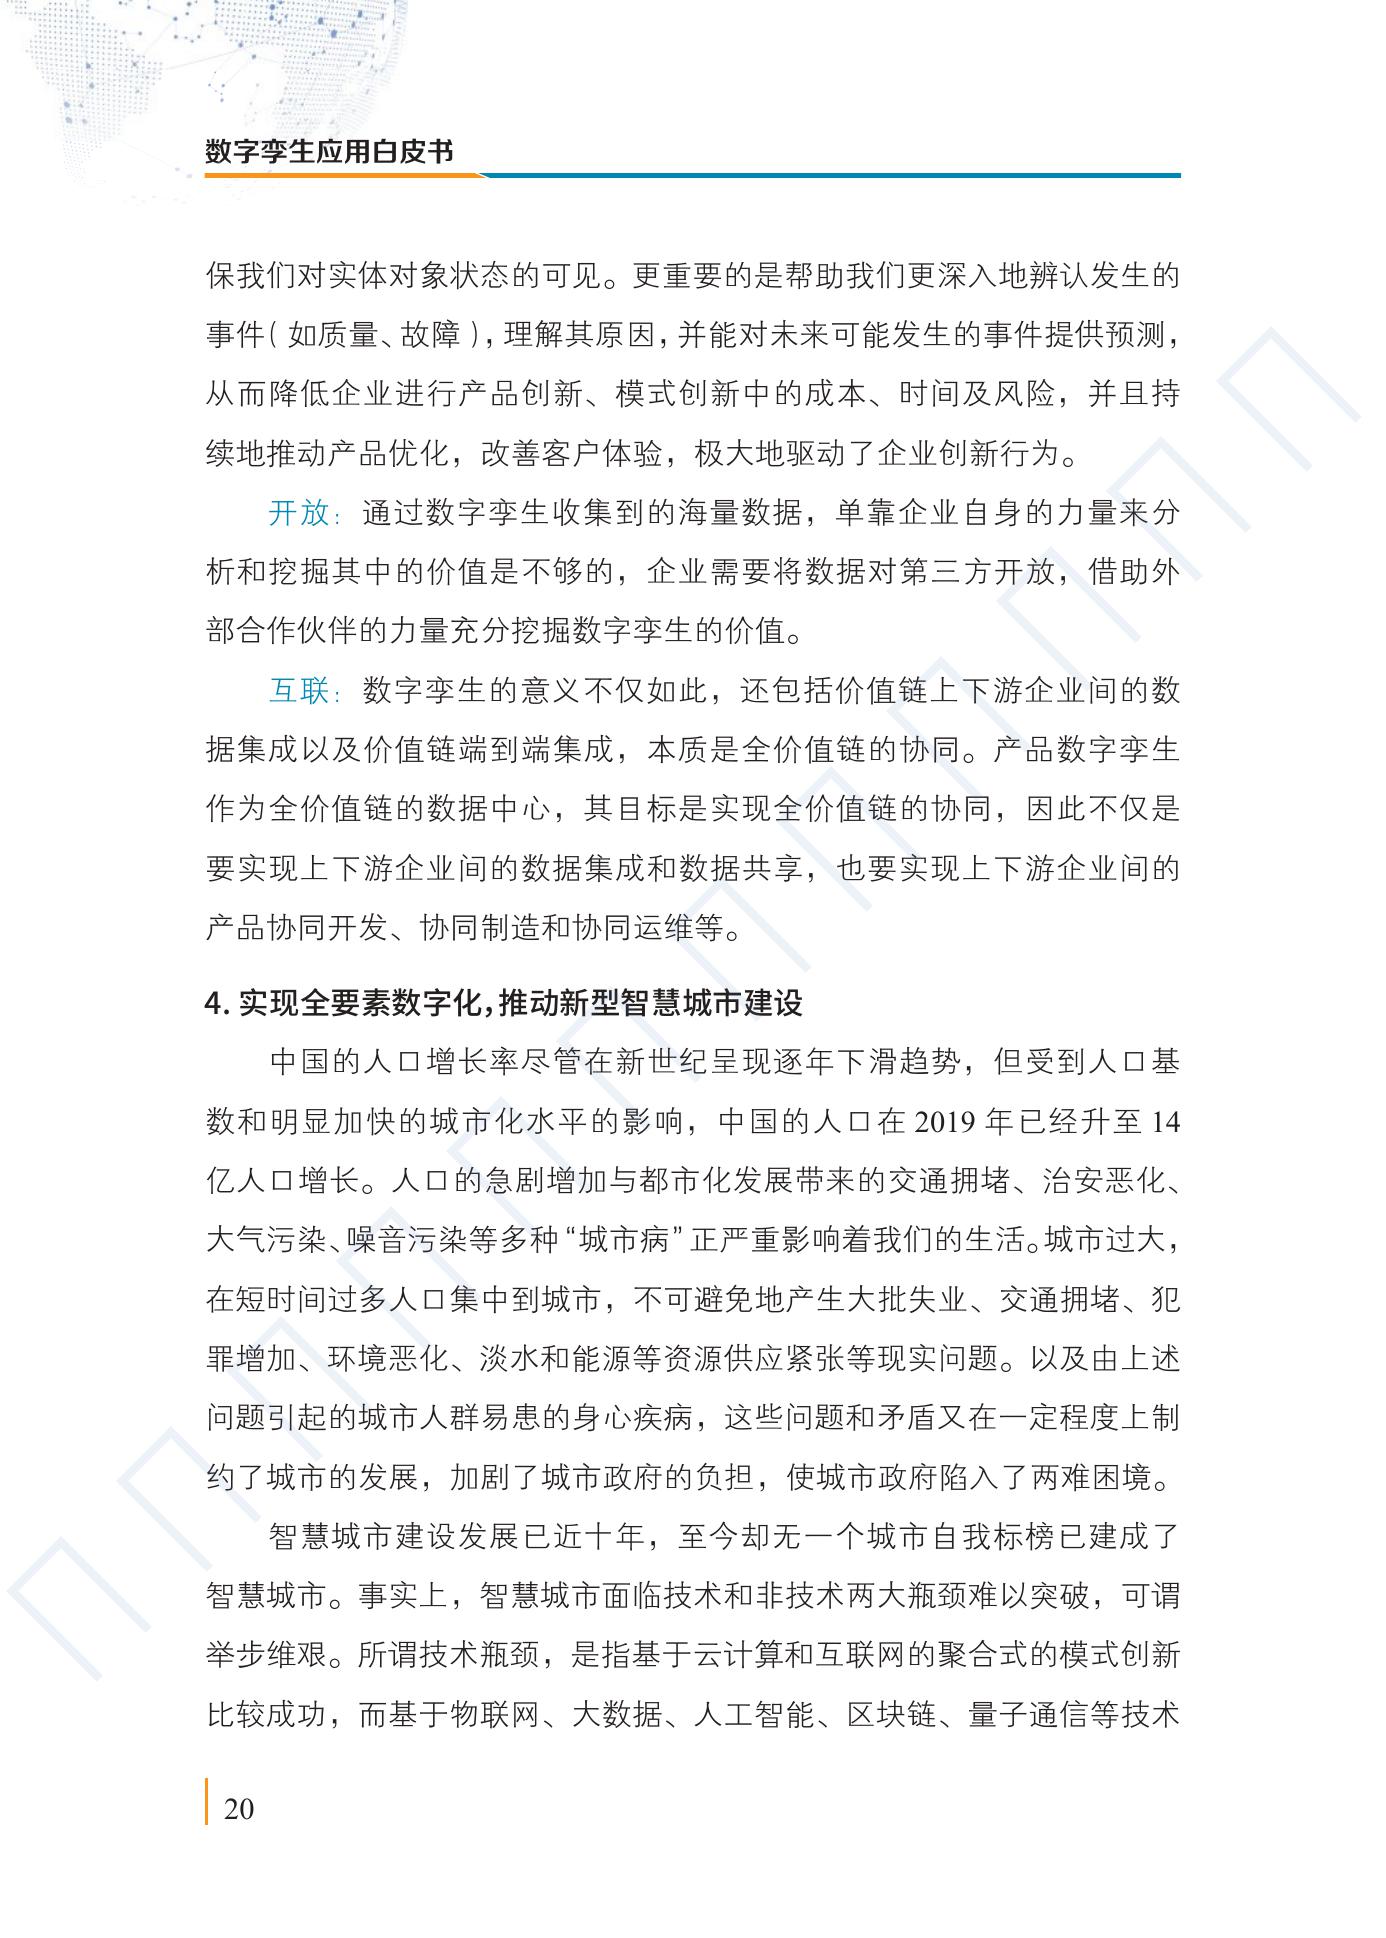 数字孪生应用白皮书
保我们对实体对象状态的可见。更重要的是帮助我们更深入地辨认发生的
事件（如质量、故障），理解其原因，并能对未来可能发生的事件提供预测，
从而降低企业进行产品创新、模式创新中的成本、时间及风险，并且持
续地推动产品优化，改善客户体验，极大地驱动了企业创新行为。
开放：通过数字孪生收集到的海量数据，单靠企业自身的力量来分
析和挖掘其中的价值是不够的，企业需要将数据对第三方开放，借助外
部合作伙伴的力量充分挖掘数字孪生的价值。
互联：数字孪生的意义不仅如此，还包括价值链上下游企业间的数
据集成以及价值链端到端集成，本质是全价值链的协同。产品数字孪生
作为全价值链的数据中心，其目标是实现全价值链的协同，因此不仅是
要实现上下游企业间的数据集成和数据共享，也要实现上下游企业间的
产品协同开发、协同制造和协同运维等。
4. 实现全要素数字化，推动新型智慧城市建设
中国的人口增长率尽管在新世纪呈现逐年下滑趋势，但受到人口基
数和明显加快的城市化水平的影响，中国的人口在 2019 年已经升至 14
亿人口增长。人口的急剧增加与都市化发展带来的交通拥堵、治安恶化、
大气污染、噪音污染等多种“城市病”正严重影响着我们的生活。城市过大，
在短时间过多人口集中到城市，不可避免地产生大批失业、交通拥堵、犯
罪增加、环境恶化、淡水和能源等资源供应紧张等现实问题。以及由上述
问题引起的城市人群易患的身心疾病，这些问题和矛盾又在一定程度上制
约了城市的发展，加剧了城市政府的负担，使城市政府陷入了两难困境。
智慧城市建设发展已近十年，至今却无一个城市自我标榜已建成了
智慧城市。事实上，智慧城市面临技术和非技术两大瓶颈难以突破，可谓
举步维艰。所谓技术瓶颈，是指基于云计算和互联网的聚合式的模式创新
比较成功，而基于物联网、大数据、人工智能、区块链、量子通信等技术
20